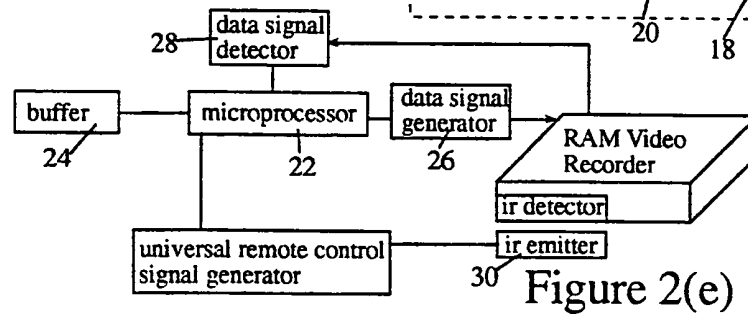 20
18
28
data signal
detector
buffer
24
microprocessor
22
data signal
generator
26
RAM Video
Recorder
ir detector
universal remote control
signal generator
ir emitter
30
Figure 2(e)